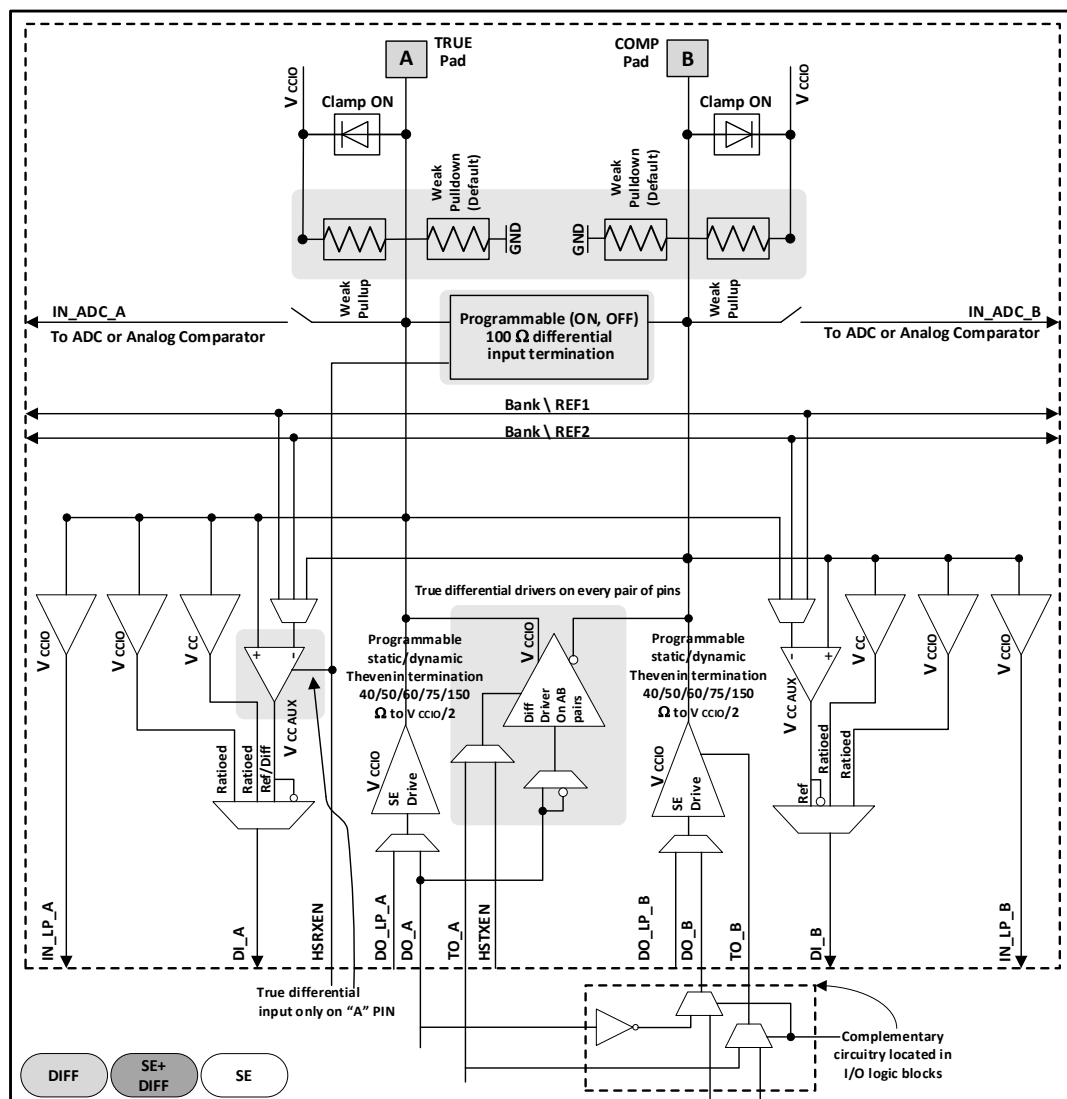 TRUE
Pad
A
COMP
Pad
B
V CCIO
V CCIO
Clamp ON
Clamp ON
Weak
Pulldown
(Default)
Weak
Pulldown
(Default)
GND
GND
Weak
Pullup
Weak
Pullup
IN_ADC_A
To ADC or Analog Comparator
Programmable (ON, OFF)
100 Ω differential
input termination
IN_ADC_B
To ADC or Analog Comparator
Bank \ REF1
Bank \ REF2
True differential drivers on every pair of pins
V CCIO
V CCIO
V CC
+ -
V CC AUX
Programmable
static/dynamic
Thevenin termination
40/50/60/75/150
Ω to V CCIO/2
V CCIO
Diff
Driver
On AB
pairs
Programmable
static/dynamic
Thevenin termination
40/50/60/75/150
Ω to V CCIO/2
- +
V CC AUX
V CC
V CCIO
V CCIO
Ratioed
Ratioed
Ref/Diff
V CCIO
SE
Drive
V CCIO
SE
Drive
Ref
Ratioed
Ratioed
IN_LP_A
DI_A
HSRXEN
DO_LP_A
DO_A
TO_A
HSTXEN
DO_LP_B
DO_B
TO_B
DI_B
IN_LP_B
True differential
input only on “A” PIN
Complementary
circuitry located in
I/O logic blocks
DIFF
SE+
DIFF
SE